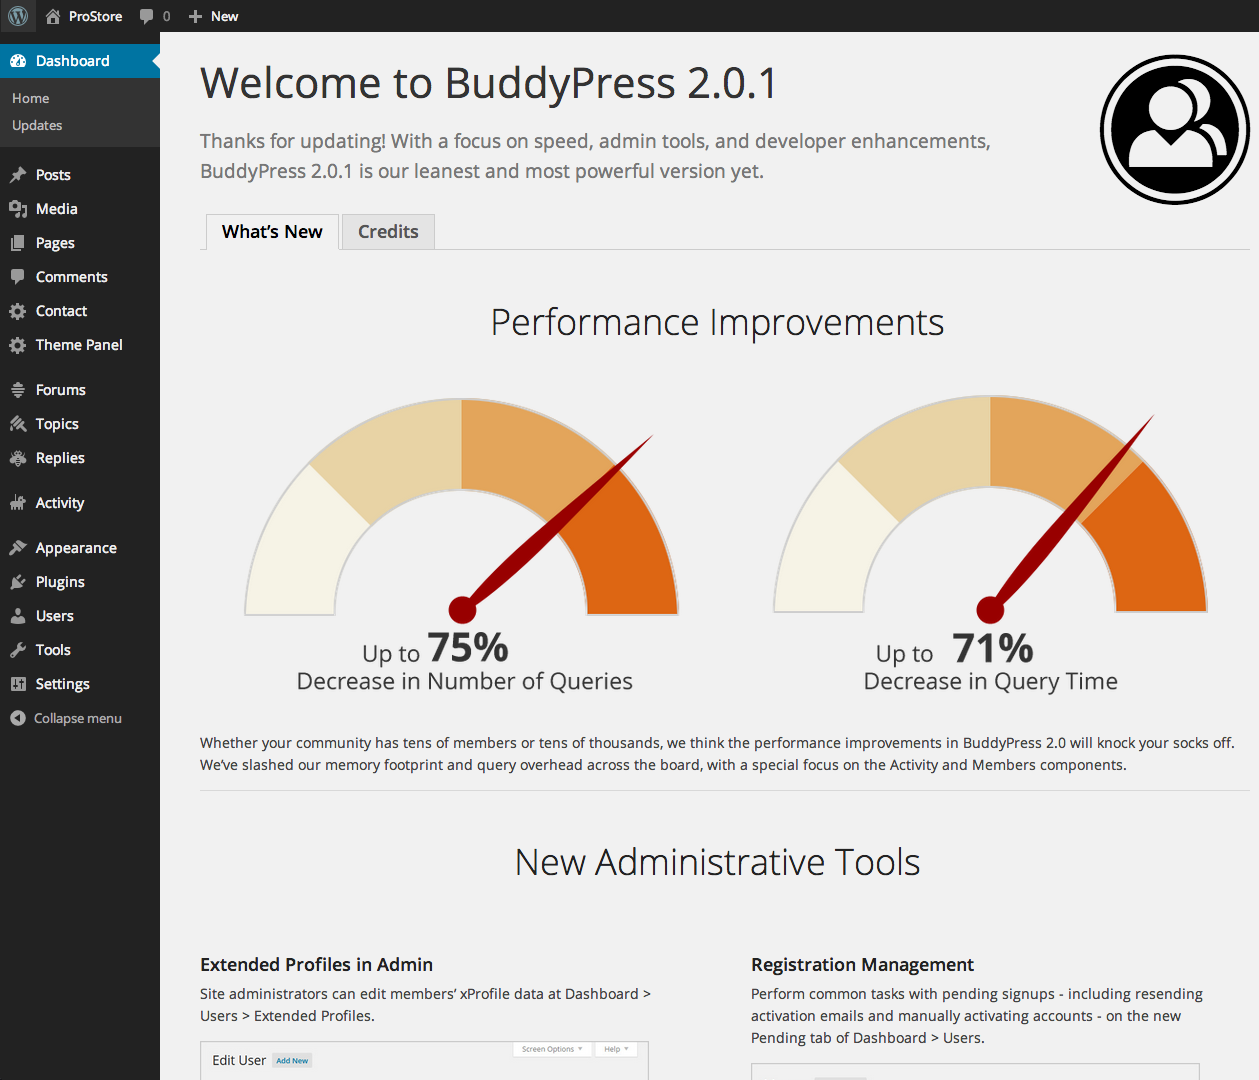 ProStore
0
New
Dashboard
Home
Updates
Posts
Media
Pages
Comments
Contact
Theme Panel
Forums
Topics
Replies
Activity
Appearance
Plugins
Users
Tools
Settings
Collapse menu
Welcome to BuddyPress 2.0.1
Thanks for updating! With a focus on speed, admin tools, and developer enhancements,
BuddyPress 2.0.1 is our leanest and most powerful version yet.
What’s New
Credits
Performance Improvements
Up to 75%
Decrease in Number of Queries
Up to 71%
Decrease in Query Time
Whether your community has tens of members or tens of thousands, we think the performance improvements in BuddyPress 2.0 will knock your socks off.
We’ve slashed our memory footprint and query overhead across the board, with a special focus on the Activity and Members components.
New Administrative Tools
Extended Profiles in Admin
Site administrators can edit members’ xProfile data at Dashboard >
Users > Extended Profiles.
Edit User Add New
Screen Options
Help
Registration Management
Perform common tasks with pending signups - including resending
activation emails and manually activating accounts - on the new
Pending tab of Dashboard > Users.